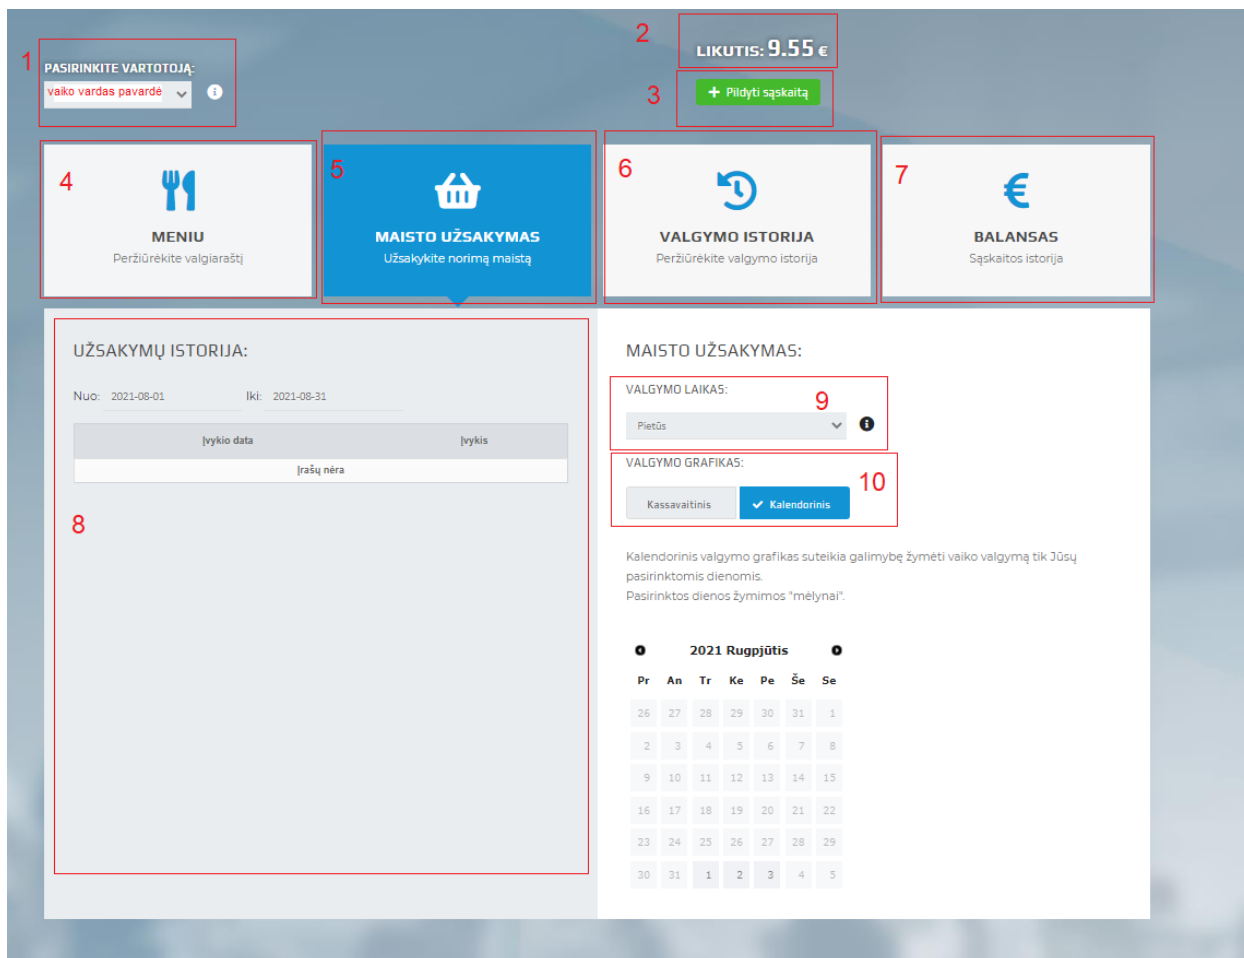 1
PASIRINKITE VARTOTOJĄ:
vaiko vardas pavardė
2
LIKUTIS: 9.55 €
3
Pildyti sąskaitą
4
MENIU
Peržiūrėkite valgiaraštį
5
MAISTO UŽSAKYMAS
Užsakykite norimą maistą
6
VALGYMO ISTORIJA
Peržiūrėkite valgymo istorija
7
€
BALANSAS
Sąskaitos istorija
UŽSAKYMŲ ISTORIJA:
Nuo: 2021-08-01 Iki: 2021-08-31
Įvykio data Įvykis
Įrašų nėra
8
MAISTO UŽSAKYMAS:
VALGYMO LAIKAS:
9
Pietūs
VALGYMO GRAFIKAS:
10
Kassavaitinis Kalendorinis
Kalendorinis valgymo grafikas suteikia galimybę žymėti vaiko valgymą tik Jūsų
pasirinktomis dienomis.
Pasirinktos dienos žymimos "mėlynai".
2021 Rugpjūtis
Pr An Tr Ke Pe Še Se
26 27 28 29 30 31 1
2 3 4 5 6 7 8
9 10 11 12 13 14 15
16 17 18 19 20 21 22
23 24 25 26 27 28 29
30 31 1 2 3 4 5